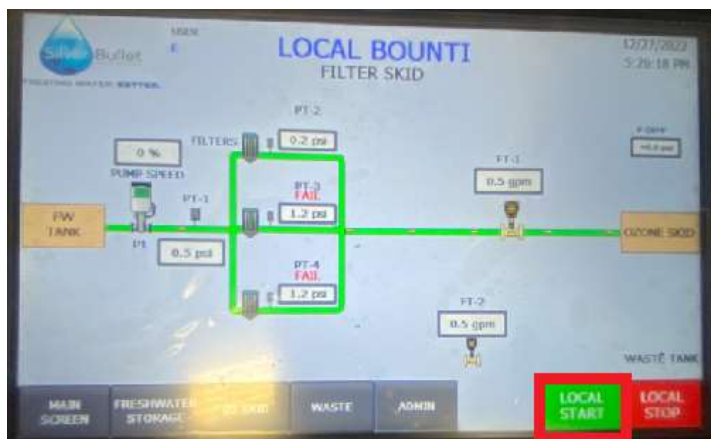 Silver Bullet
TREATING WATER BETTER.
USER
E
LOCAL BOUNTI
FILTER SKID
12/27/2022
5:26:18 PM
PT-2
FILTERS
0.2 psi
0 %
PUMP SPEED
PT-1
PT-3
FAIL
1.2 psi
FT-1
0.5 gpm
FW
TANK
P1
0.5 psi
OZONE SKID
PT-4
FAIL
1.2 psi
FT-2
0.5 gpm
WASTE TANK
MAIN
SCREEN
FRESHWATER
STORAGE
SKID
WASTE
ADMIN
LOCAL
START
LOCAL
STOP